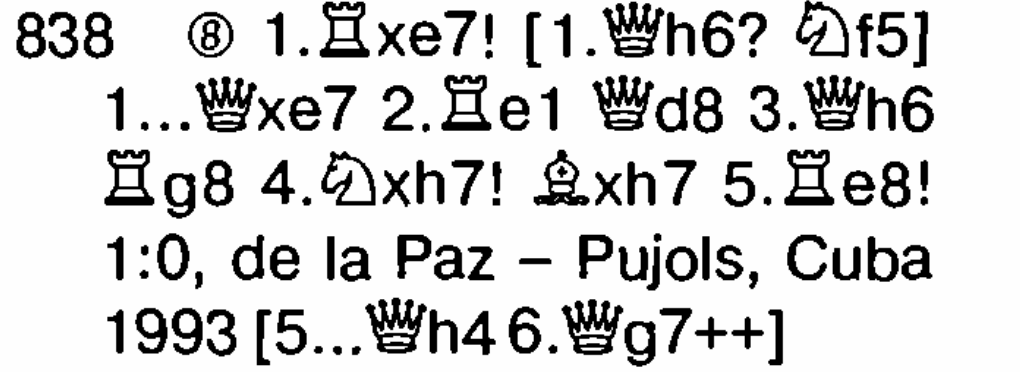 838 ⑧ 1.♖xe7! [1.♕h6? ♘f5]
1...♕xe7 2.♖e1 ♕d8 3.♕h6
♖g8 4.♘xh7! ♗xh7 5.♖e8!
1:0, de la Paz – Pujols, Cuba
1993 [5...♕h4 6.♕g7++]